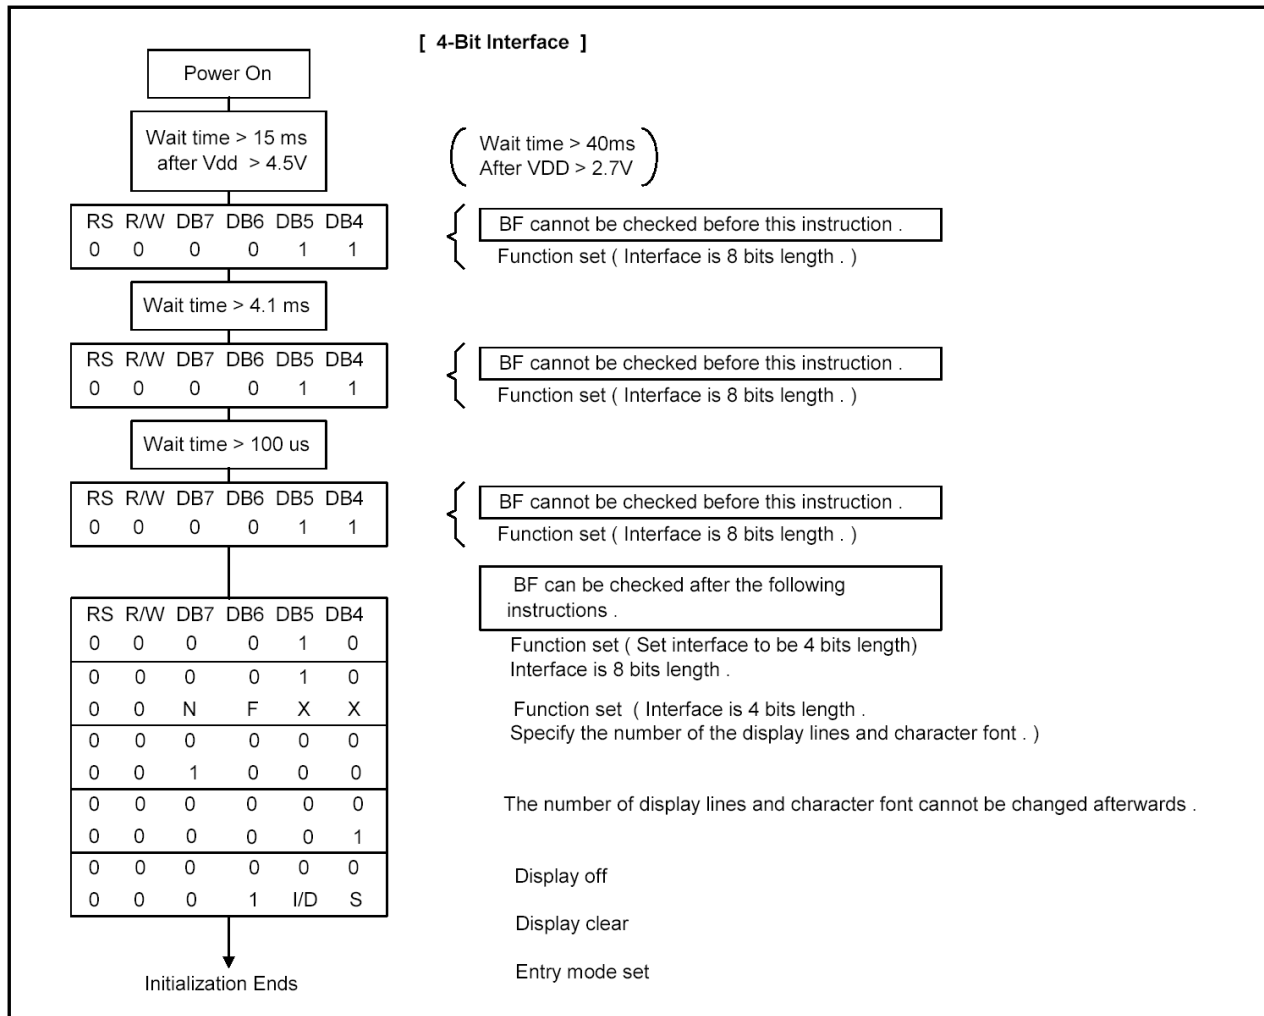 [ 4-Bit Interface ]
Power On
Wait time > 15 ms
after Vdd > 4.5V
Wait time > 40ms
After VDD > 2.7V
RS R/W DB7 DB6 DB5 DB4
0 0 0 0 1 1
BF cannot be checked before this instruction .
Function set ( Interface is 8 bits length . )
Wait time > 4.1 ms
RS R/W DB7 DB6 DB5 DB4
0 0 0 0 1 1
BF cannot be checked before this instruction .
Function set ( Interface is 8 bits length . )
Wait time > 100 us
RS R/W DB7 DB6 DB5 DB4
0 0 0 0 1 1
BF cannot be checked before this instruction .
Function set ( Interface is 8 bits length . )
BF can be checked after the following
instructions .
RS R/W DB7 DB6 DB5 DB4
0 0 0 0 1 0
0 0 0 0 1 0
0 0 N F X X
0 0 0 0 0 0
0 0 1 0 0 0
0 0 0 0 0 0
0 0 0 0 0 1
0 0 0 0 0 0
0 0 0 1 I/D S
Function set ( Set interface to be 4 bits length)
Interface is 8 bits length .
Function set ( Interface is 4 bits length .
Specify the number of the display lines and character font . )
The number of display lines and character font cannot be changed afterwards .
Display off
Display clear
Entry mode set
Initialization Ends